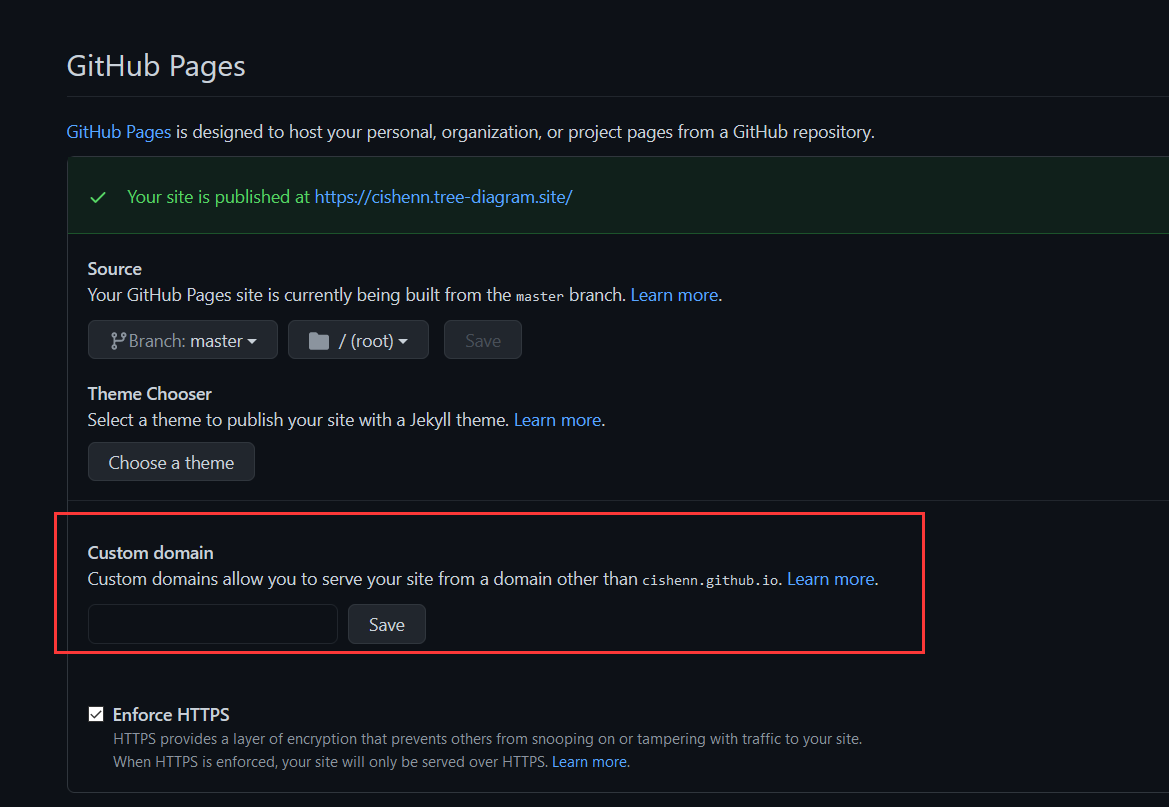 GitHub Pages
GitHub Pages is designed to host your personal, organization, or project pages from a GitHub repository.
Your site is published at https://cishenn.tree-diagram.site/
Source
Your GitHub Pages site is currently being built from the master branch. Learn more.
Branch: master / (root) Save
Theme Chooser
Select a theme to publish your site with a Jekyll theme. Learn more.
Choose a theme
Custom domain
Custom domains allow you to serve your site from a domain other than cishenn.github.io. Learn more.
Save
Enforce HTTPS
HTTPS provides a layer of encryption that prevents others from snooping on or tampering with traffic to your site.
When HTTPS is enforced, your site will only be served over HTTPS. Learn more.